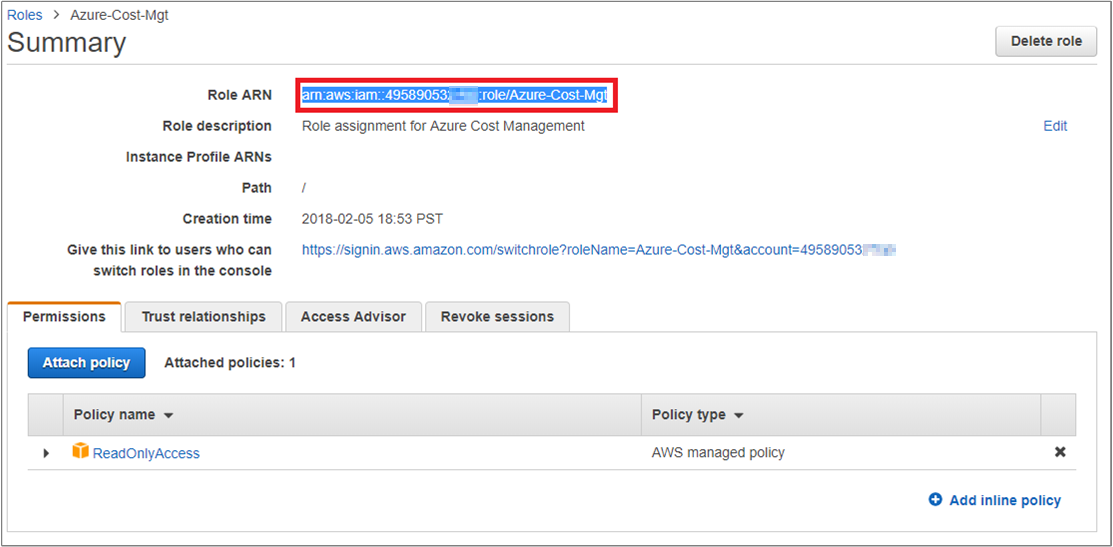 Roles > Azure-Cost-Mgt
Summary
Delete role
Role ARN arn:aws:iam::49589053 :role/Azure-Cost-Mgt
Role description Role assignment for Azure Cost Management Edit
Instance Profile ARNs
Path /
Creation time 2018-02-05 18:53 PST
Give this link to users who can https://signin.aws.amazon.com/switchrole?roleName=Azure-Cost-Mgt&account=49589053
switch roles in the console
Permissions Trust relationships Access Advisor Revoke sessions
Attach policy Attached policies: 1
Policy name Policy type
ReadOnlyAccess AWS managed policy
Add inline policy